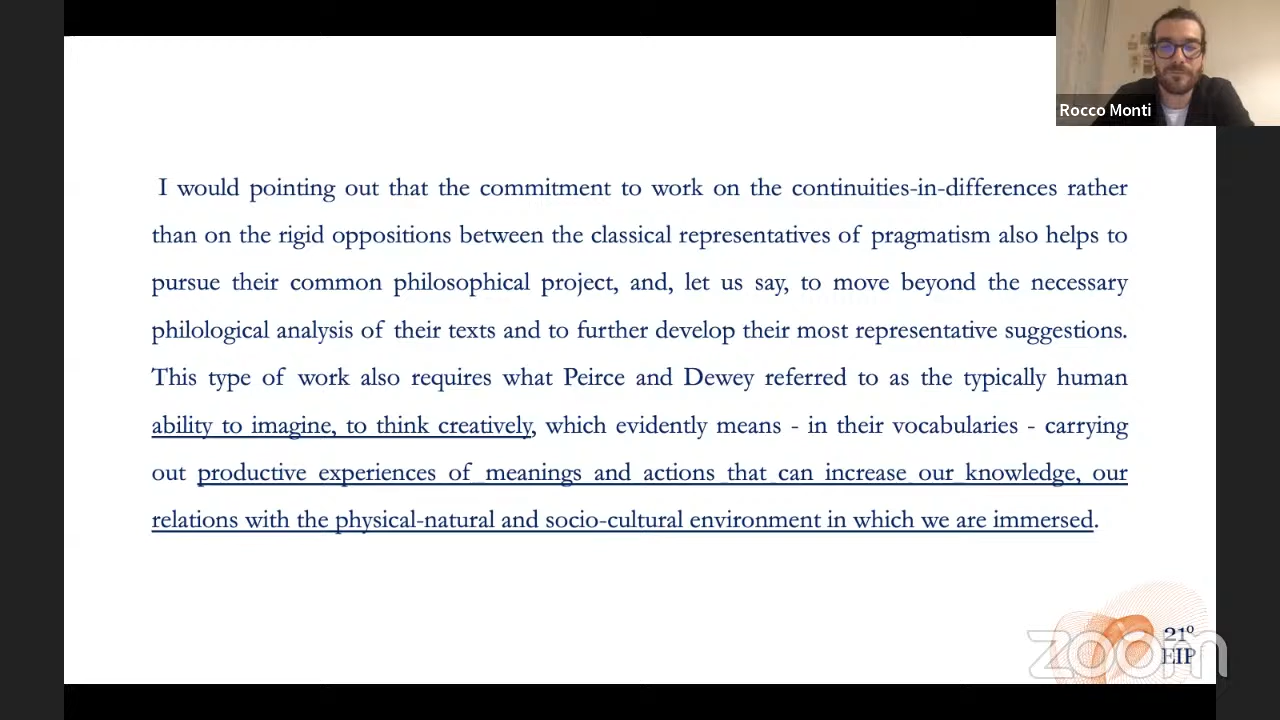 Rocco Monti
I would pointing out that the commitment to work on the continuities-in-differences rather
than on the rigid oppositions between the classical representatives of pragmatism also helps to
pursue their common philosophical project, and, let us say, to move beyond the necessary
philological analysis of their texts and to further develop their most representative suggestions.
This type of work also requires what Peirce and Dewey referred to as the typically human
ability to imagine, to think creatively, which evidently means - in their vocabularies - carrying
out productive experiences of meanings and actions that can increase our knowledge, our
relations with the physical-natural and socio-cultural environment in which we are immersed.
21º
EIP
zoom